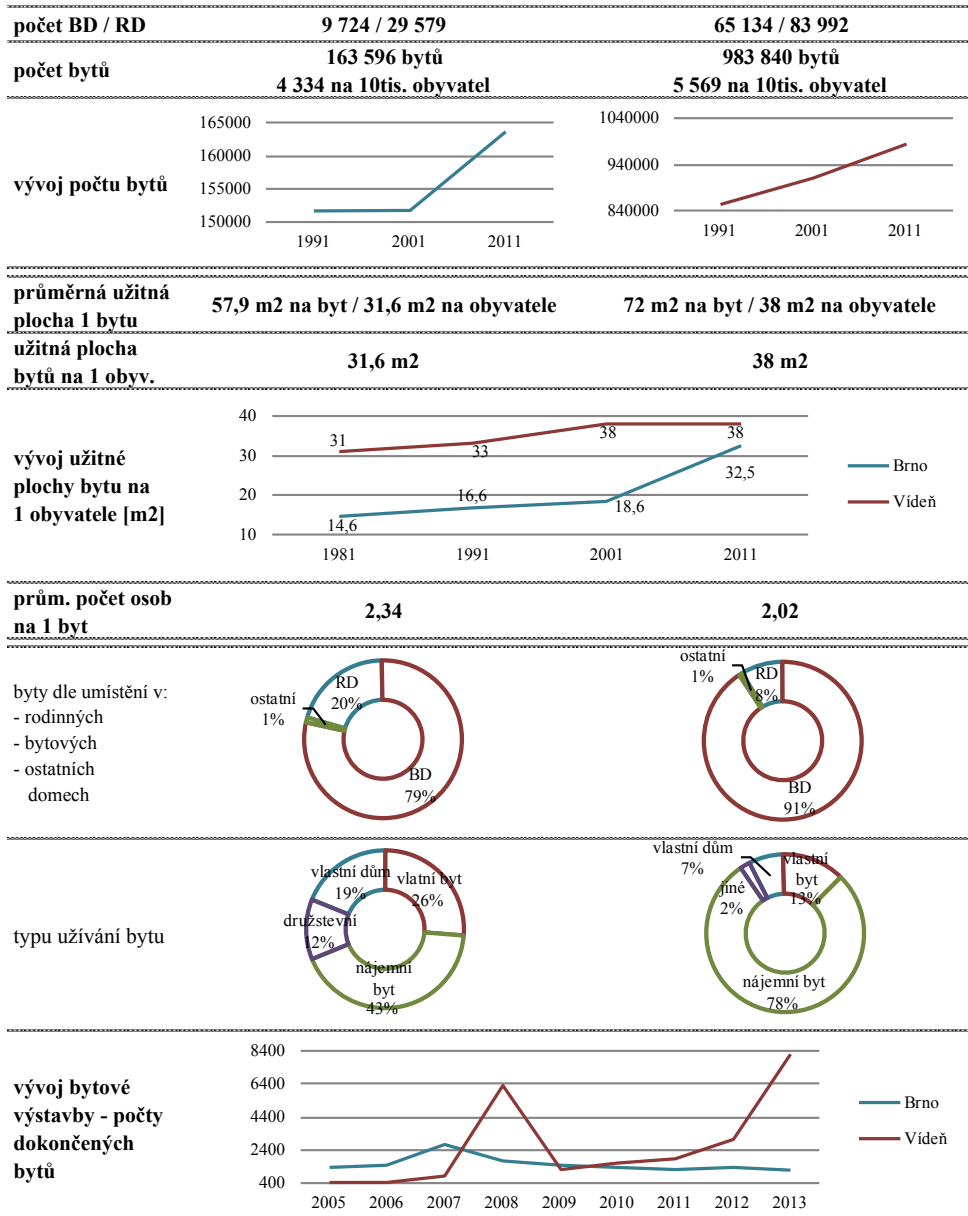 počet BD / RD 9 724 / 29 579 65 134 / 83 992
počet bytů
163 596 bytů
4 334 na 10tis. obyvatel
983 840 bytů
5 569 na 10tis. obyvatel
vývoj počtu bytů
165000
160000
155000
150000
1991 2001 2011
1040000
940000
840000
1991 2001 2011
průměrná užitná
plocha 1 bytu
57,9 m2 na byt / 31,6 m2 na obyvatele
72 m2 na byt / 38 m2 na obyvatele
užitná plocha
bytů na 1 obyv.
31,6 m2
38 m2
vývoj užitné
plochy bytu na
1 obyvatele [m2]
40
30
20
10
31
33
38
38
14,6
16,6
18,6
32,5
1981 1991 2001 2011
Brno
Vídeň
prům. počet osob
na 1 byt
2,34
2,02
byty dle umístění v:
- rodinných
- bytových
- ostatních
domech
ostatní
1%
RD
20%
BD
79%
ostatní
1%
RD
8%
BD
91%
typu užívání bytu
vlastní dům
19%
vlatní byt
26%
družstevní
12%
nájemní
byt
43%
vlastní dům
7%
vlastní
byt
13%
jiné
2%
nájemní byt
78%
vývoj bytové
výstavby - počty
dokončených
bytů
8400
6400
4400
2400
400
2005 2006 2007 2008 2009 2010 2011 2012 2013
Brno
Vídeň